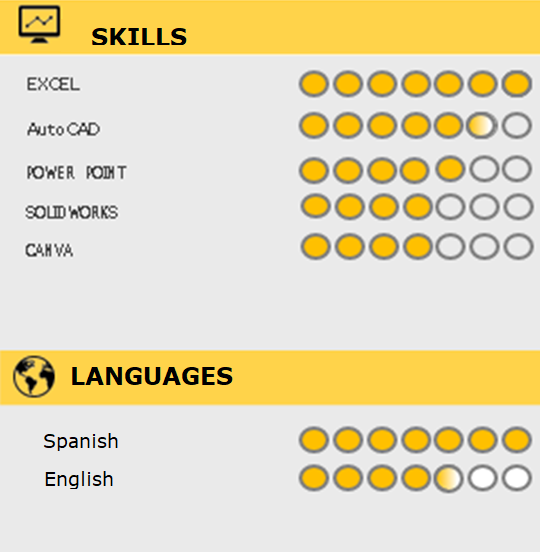 SKILLS
EXCEL
AutoCAD
POWER POINT
SOLIDWORKS
CANVA
LANGUAGES
Spanish
English